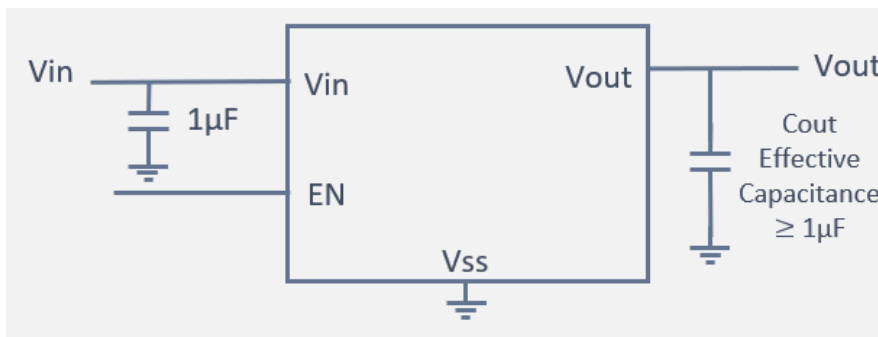 Vin
Vin
Vout
Vout
1μF
Cout
Effective
Capacitance
≥ 1μF
EN
Vss